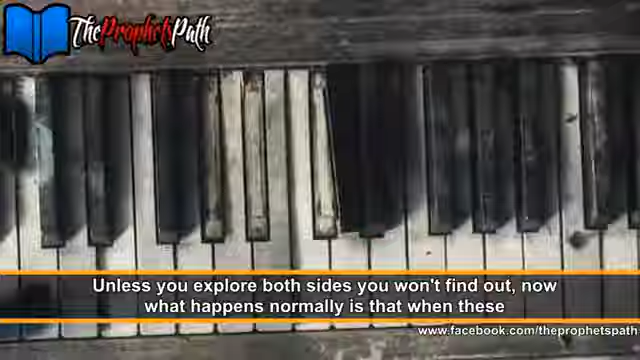 TheProphetsPath
Unless you explore both sides you won't find out, now
what happens normally is that when these
www.facebook.com/theprophetspath